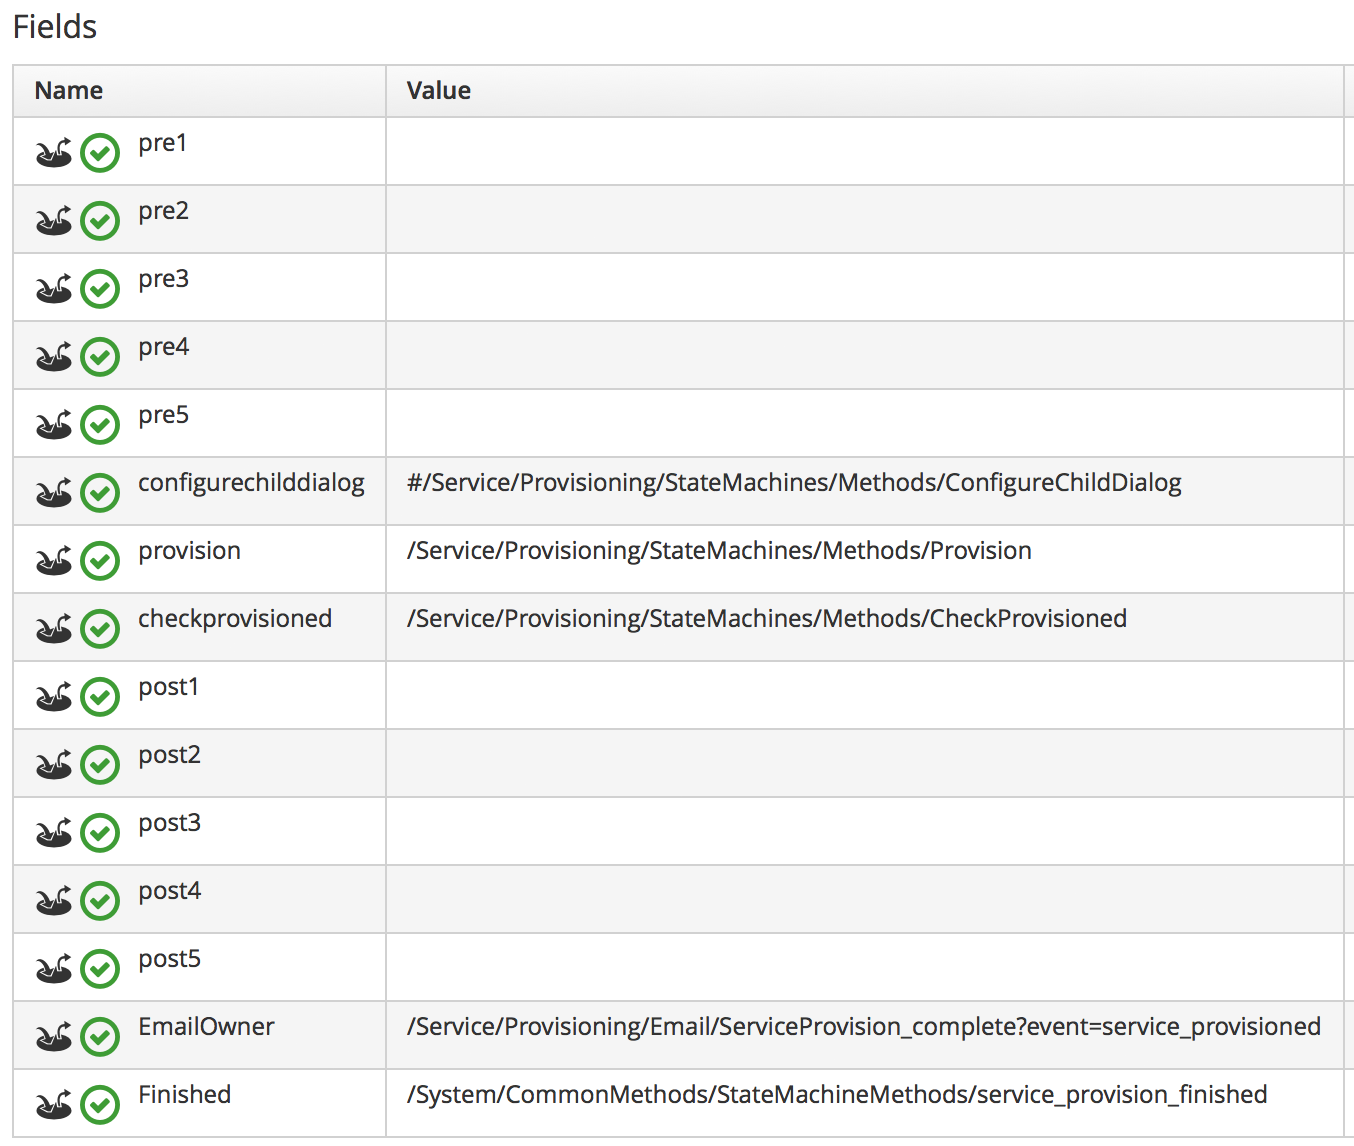 Fields
Name Value
pre1
pre2
pre3
pre4
pre5
configurechilddialog #/Service/Provisioning/StateMachines/Methods/ConfigureChildDialog
provision /Service/Provisioning/StateMachines/Methods/Provision
checkprovisioned /Service/Provisioning/StateMachines/Methods/CheckProvisioned
post1
post2
post3
post4
post5
EmailOwner /Service/Provisioning/Email/ServiceProvision_complete?event=service_provisioned
Finished /System/CommonMethods/StateMachineMethods/service_provision_finished